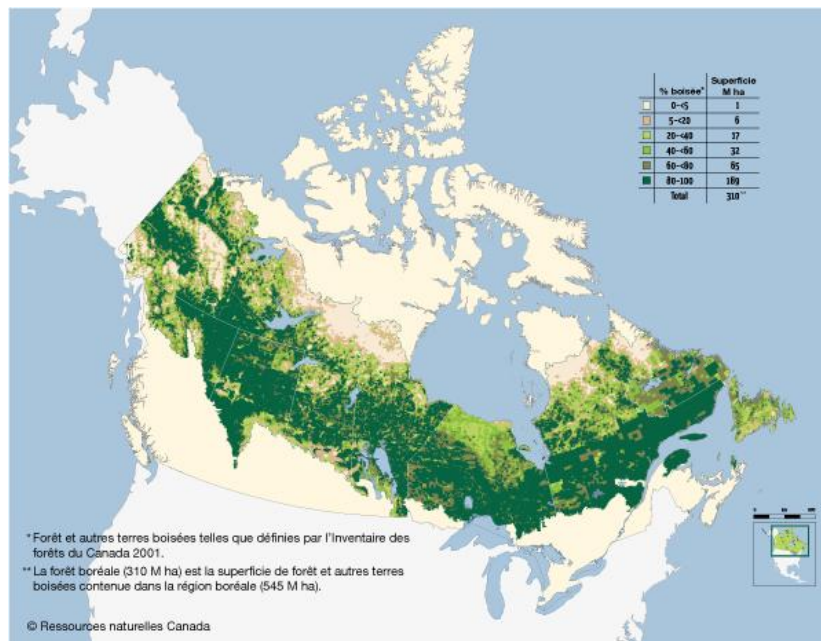 % boisée* Superficie M ha
0-<5 1
5-<20 6
20-<40 17
40-<60 32
60-<80 65
80-100 189
Total 310**
* Forêt et autres terres boisées telles que définies par l'Inventaire des
forêts du Canada 2001.
** La forêt boréale (310 M ha) est la superficie de forêt et autres terres
boisées contenue dans la région boréale (545 M ha).
© Ressources naturelles Canada